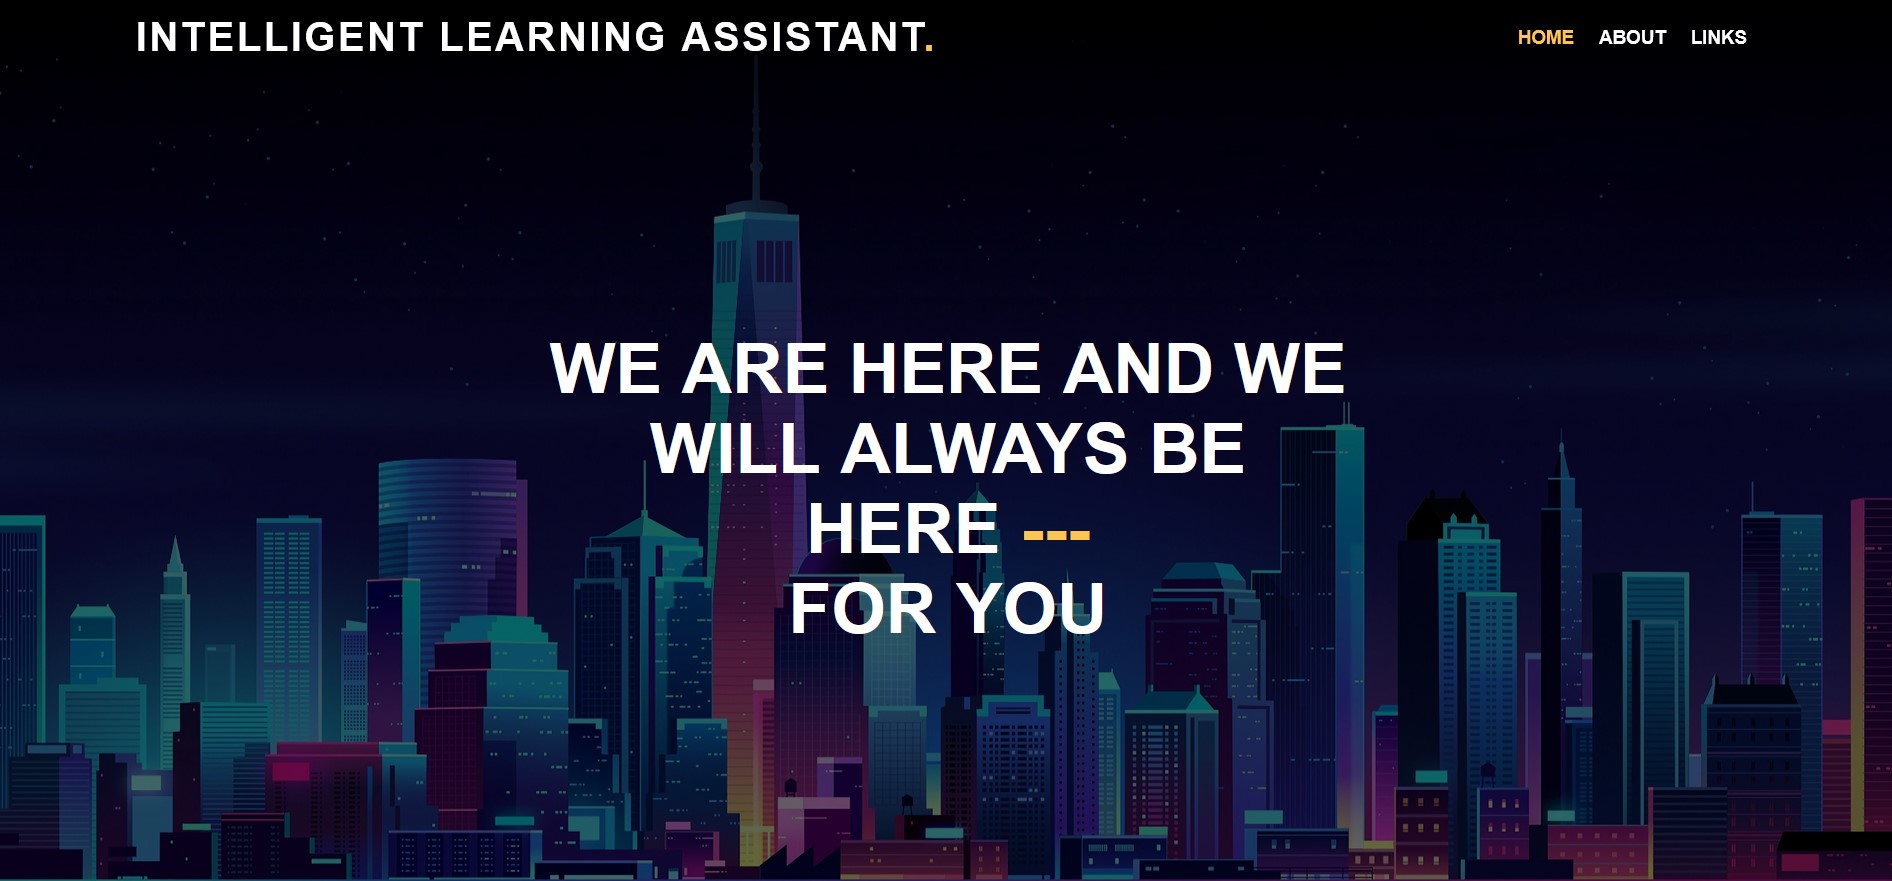 INTELLIGENT LEARNING ASSISTANT.
HOME ABOUT LINKS
WE ARE HERE AND WE
WILL ALWAYS BE
HERE ---
FOR YOU